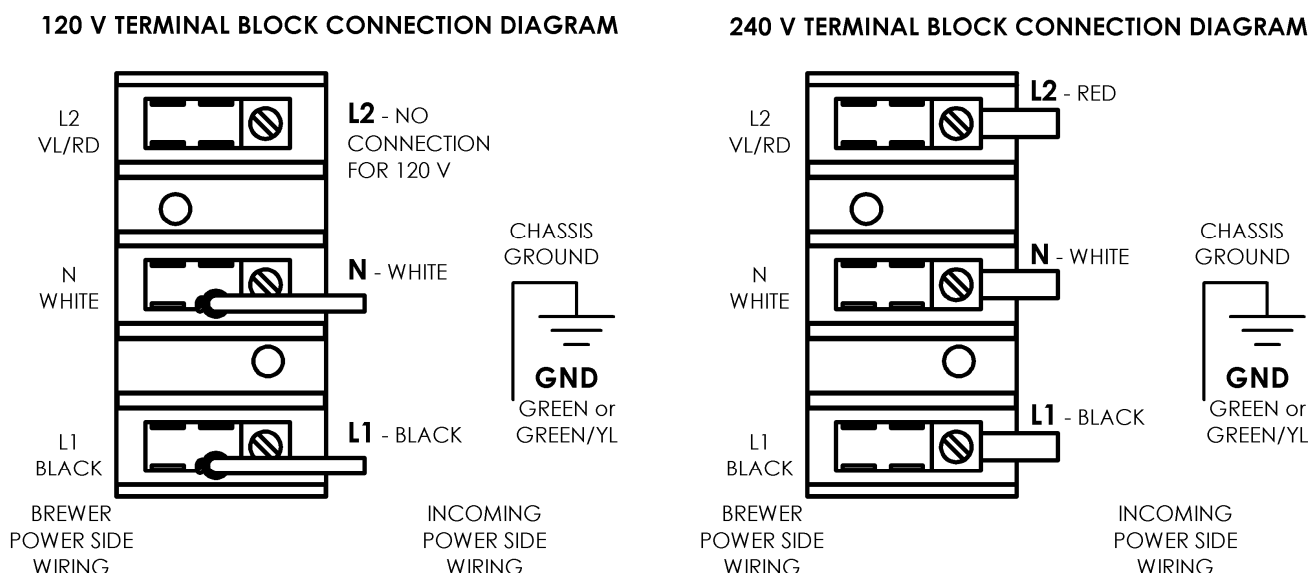 120 V TERMINAL BLOCK CONNECTION DIAGRAM
L2
VL/RD
L2 - NO
CONNECTION
FOR 120 V
N
WHITE
N - WHITE
CHASSIS
GROUND
GND
GREEN or
GREEN/YL
L1
BLACK
L1 - BLACK
BREWER
POWER SIDE
WIRING
INCOMING
POWER SIDE
WIRING
240 V TERMINAL BLOCK CONNECTION DIAGRAM
L2
VL/RD
L2 - RED
N
WHITE
N - WHITE
CHASSIS
GROUND
GND
GREEN or
GREEN/YL
L1
BLACK
L1 - BLACK
BREWER
POWER SIDE
WIRING
INCOMING
POWER SIDE
WIRING